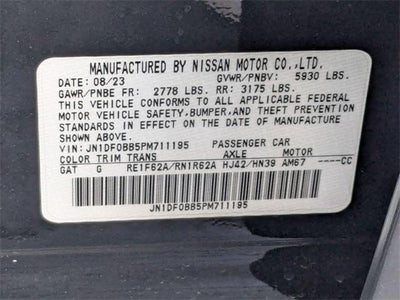 MANUFACTURED BY NISSAN MOTOR CO.,LTD.
DATE: 08/23 GVWR/PNBV: 5930 LBS.
GAWR/PNBE FR: 2778 LBS. RR: 3175 LBS.
THIS VEHICLE CONFORMS TO ALL APPLICABLE FEDERAL
MOTOR VEHICLE SAFETY,BUMPER,AND THEFT PREVENTION
STANDARDS IN EFFECT ON THE DATE OF MANUFACTURE
SHOWN ABOVE.
VIN: JN1DF0BB5PM711195 PASSENGER CAR
COLOR TRIM TRANS AXLE MOTOR
GAT G RE1F62A/RN1R62A HJ42/HN39 AM67 ----CC
JN1DF0BB5PM711195